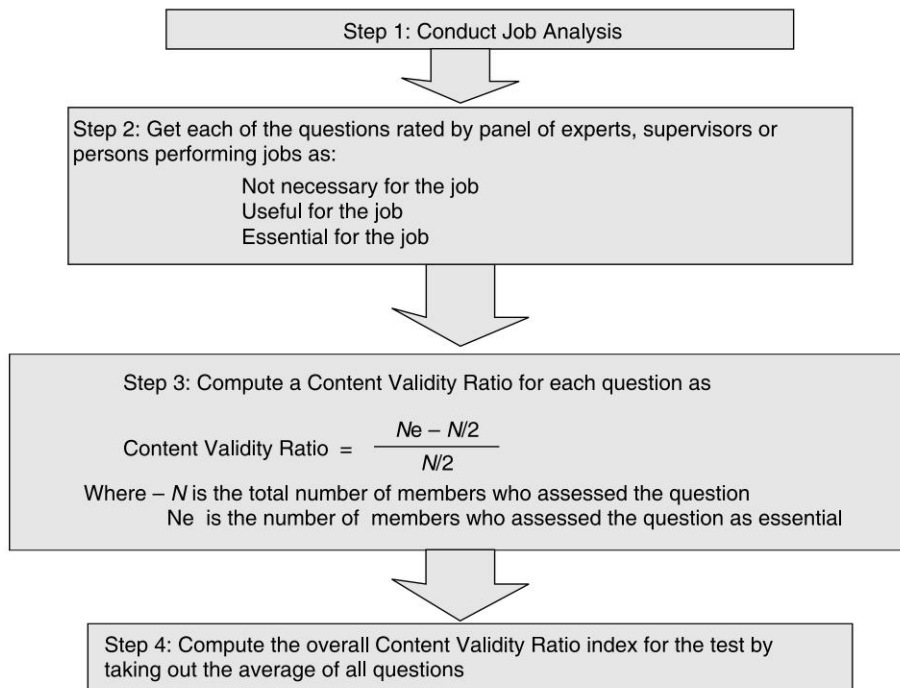 Step 1: Conduct Job Analysis
Step 2: Get each of the questions rated by panel of experts, supervisors or
persons performing jobs as:
Not necessary for the job
Useful for the job
Essential for the job
Step 3: Compute a Content Validity Ratio for each question as
Content Validity Ratio = Ne – N/2
N/2
Where – N is the total number of members who assessed the question
Ne is the number of members who assessed the question as essential
Step 4: Compute the overall Content Validity Ratio index for the test by
taking out the average of all questions